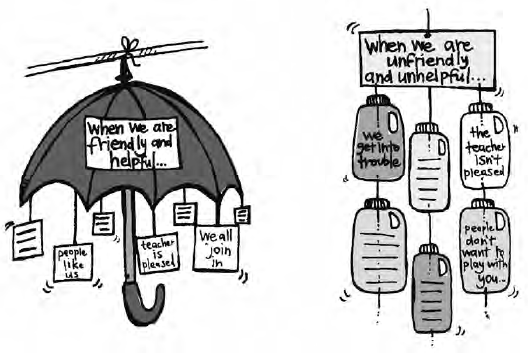 When we are
friendly and
helpful...
people
like
us
teacher
is
pleased
We all
join
in
When we are
unfriendly
and unhelpful...
we
get into
trouble
the
teacher
isn't
pleased
people
don't
want to
play with
you...